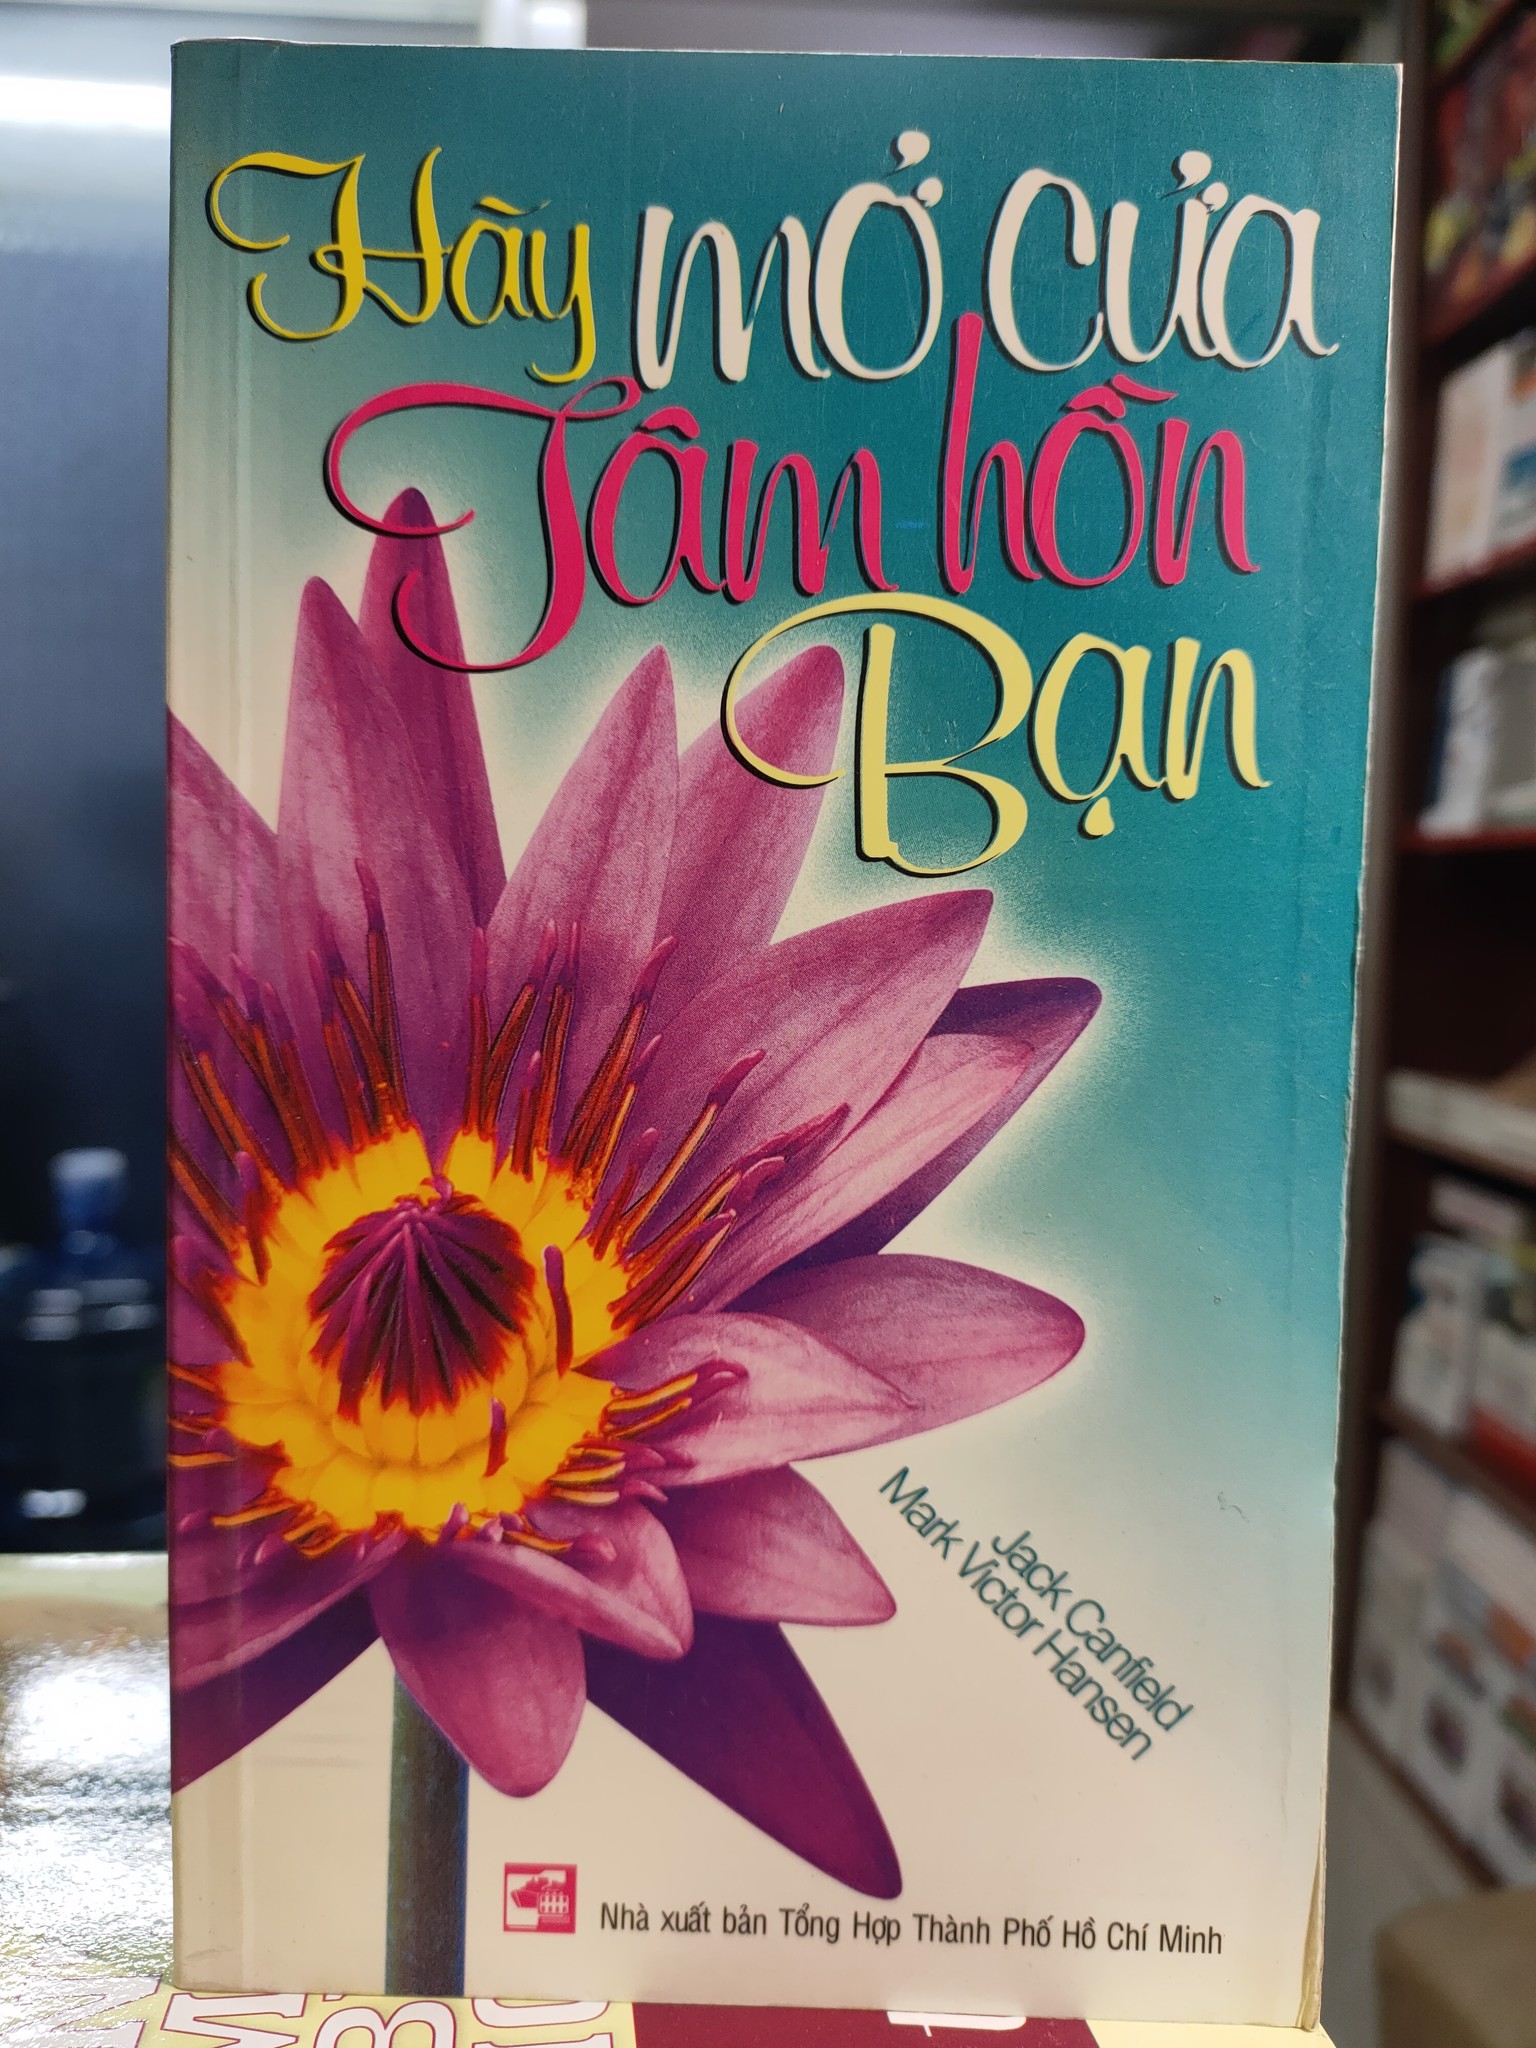 Hãy mở cửa
Tâm hồn
Bạn
Jack Canfield
Mark Victor Hansen
Nhà xuất bản Tổng Hợp Thành Phố Hồ Chí Minh